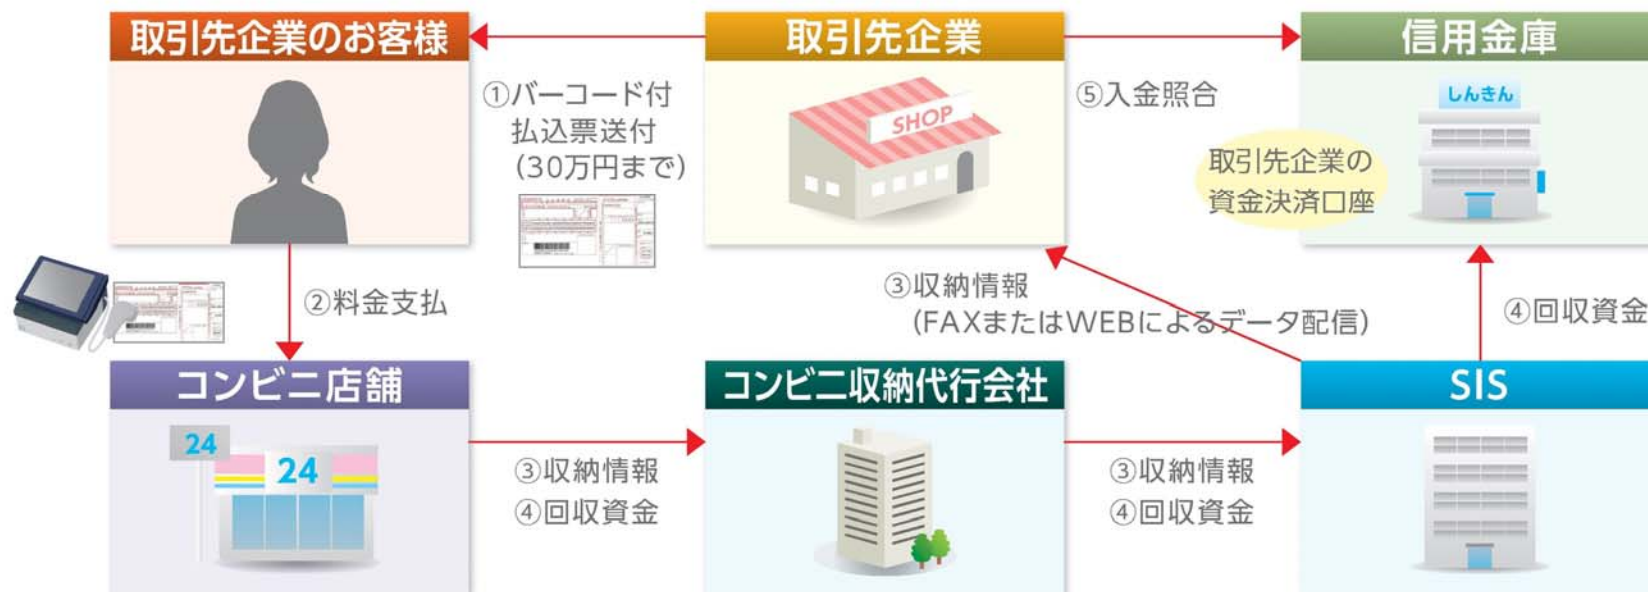 取引先企業のお客様
取引先企業
信用金庫
①バーコード付
払込票送付
(30万円まで)
SHOP
⑤入金照合
しんきん
取引先企業の
資金決済口座
②料金支払
③収納情報
(FAXまたはWEBによるデータ配信)
④回収資金
コンビニ店舗
コンビニ収納代行会社
SIS
24
24
③収納情報
④回収資金
③収納情報
④回収資金